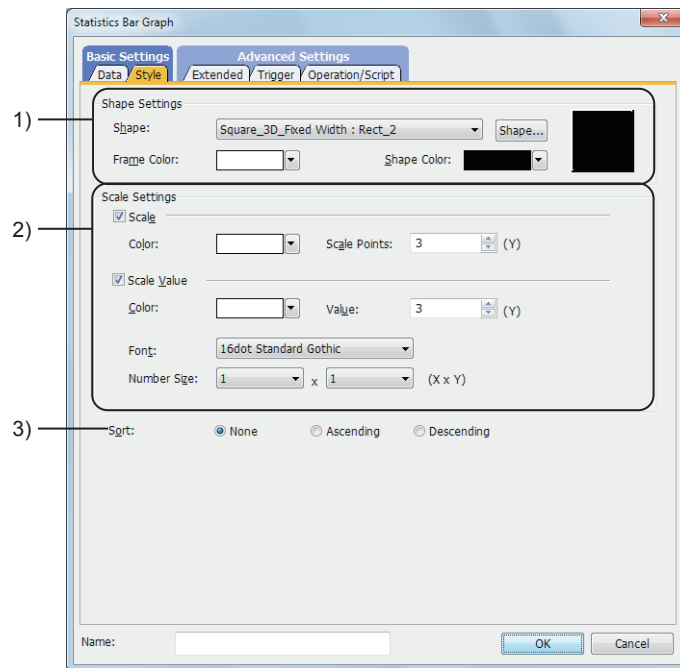 Statistics Bar Graph
x
Basic Settings Advanced Settings
Data Style Extended Trigger Operation/Script
1)
Shape Settings
Shape: Square_3D_Fixed Width : Rect_2 Shape...
Frame Color: Shape Color:
2)
Scale Settings
Scale
Color: Scale Points: 3 (Y)
Scale Value
Color: Value: 3 (Y)
Font: 16dot Standard Gothic
Number Size: 1 x 1 (X x Y)
3)
Sort: None Ascending Descending
Name: OK Cancel